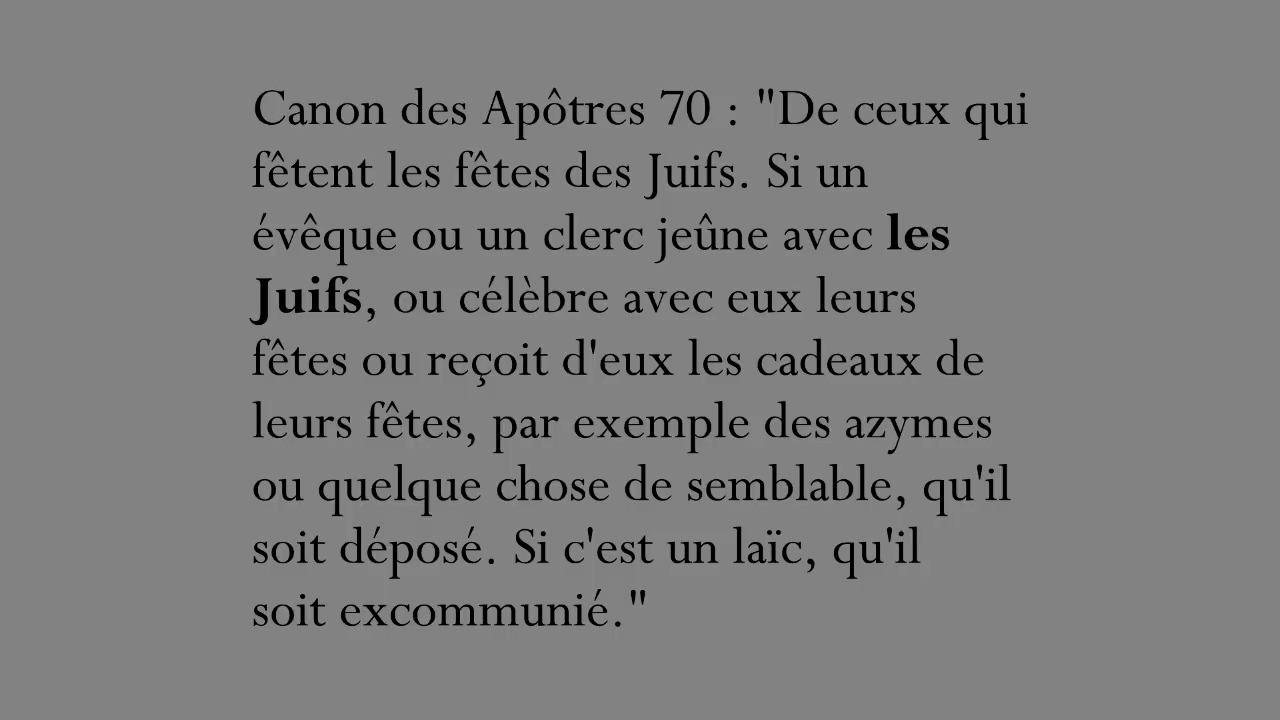 Canon des Apôtres 70 : "De ceux qui
fêtent les fêtes des Juifs. Si un
évêque ou un clerc jeûne avec les
Juifs, ou célèbre avec eux leurs
fêtes ou reçoit d'eux les cadeaux de
leurs fêtes, par exemple des azymes
ou quelque chose de semblable, qu'il
soit déposé. Si c'est un laïc, qu'il
soit excommunié."